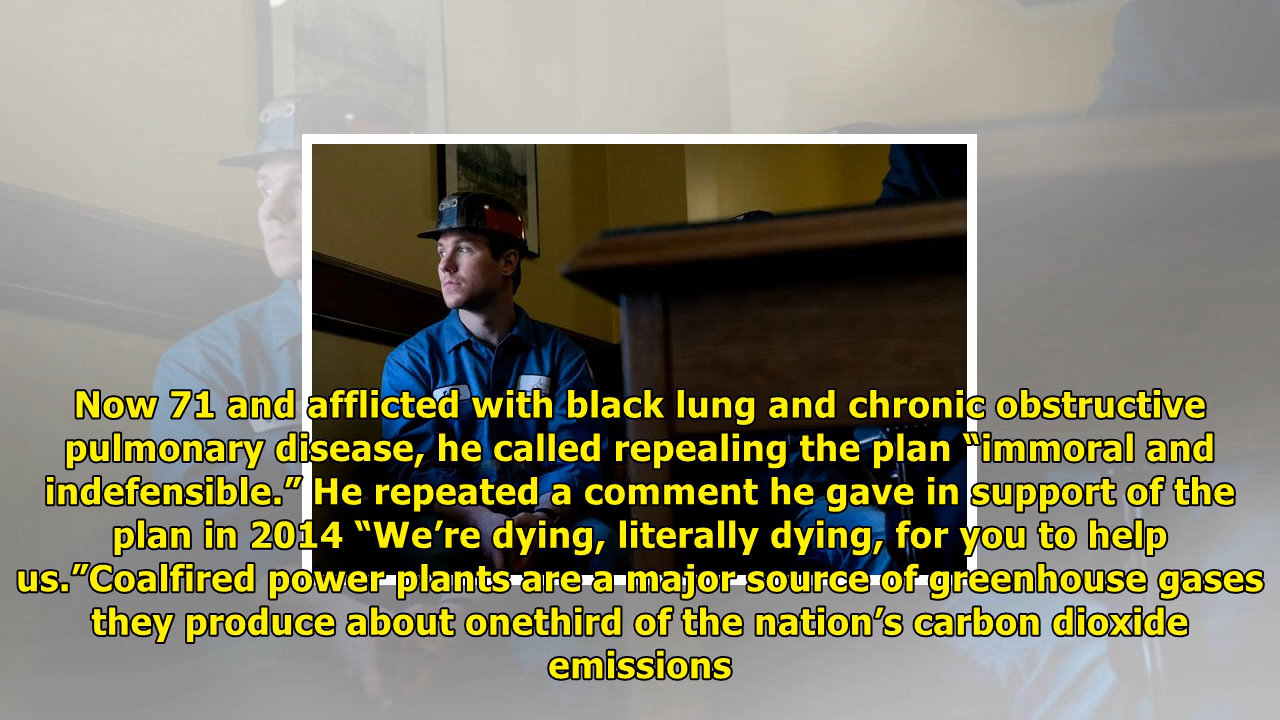 Now 71 and afflicted with black lung and chronic obstructive
pulmonary disease, he called repealing the plan “immoral and
indefensible.” He repeated a comment he gave in support of the
plan in 2014 “We’re dying, literally dying, for you to help
us.”Coalfired power plants are a major source of greenhouse gases
they produce about onethird of the nation’s carbon dioxide
emissions